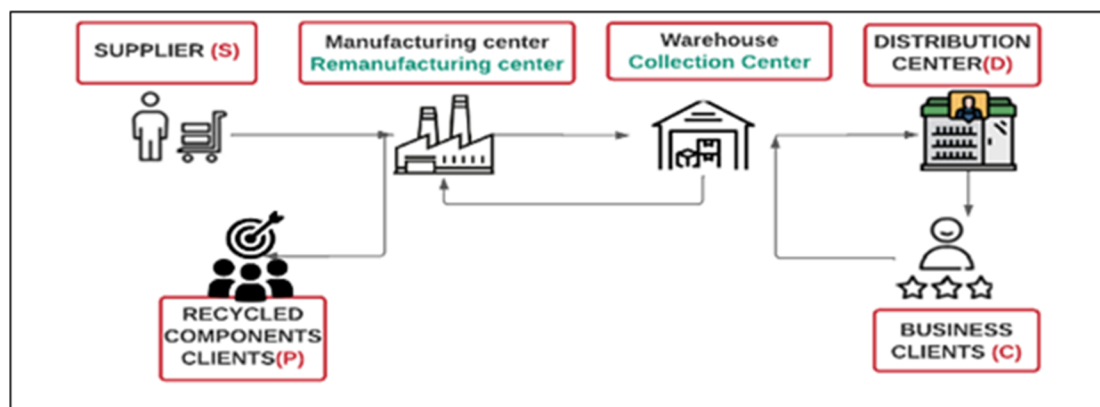 SUPPLIER (S)
Manufacturing center
Remanufacturing center
Warehouse
Collection Center
DISTRIBUTION
CENTER(D)
RECYCLED
COMPONENTS
CLIENTS(P)
BUSINESS
CLIENTS (C)